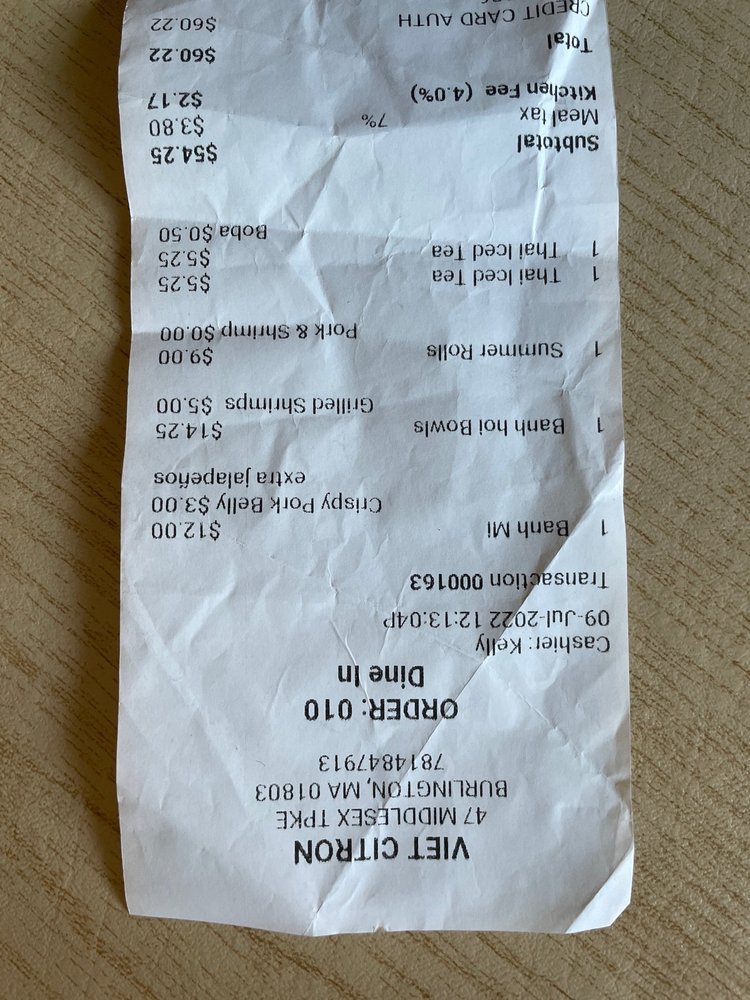 VIET CITRON
47 MIDDLESEX TPKE
BURLINGTON, MA 01803
7814847913
ORDER: 010
Dine In
Cashier: Kelly
09-Jul-2022 12:13:04P
Transaction 000163
1 Banh Mi $12.00
Crispy Pork Belly $3.00
extra jalapeños
1 Banh hoi Bowls $14.25
Grilled Shrimps $5.00
1 Summer Rolls $9.00
Pork & Shrimp $0.00
1 Thai Iced Tea $5.25
1 Thai Iced Tea $5.25
Boba $0.50
Subtotal $54.25
Meal tax 7% $3.80
Kitchen Fee (4.0%) $2.17
Total $60.22
CREDIT CARD AUTH $60.22